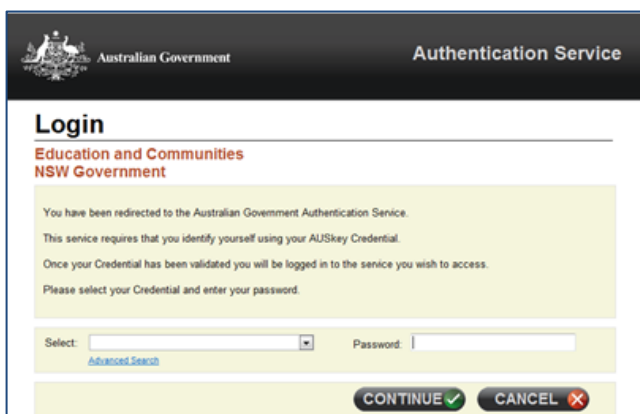 Australian Government
Authentication Service
Login
Education and Communities
NSW Government
You have been redirected to the Australian Government Authentication Service.
This service requires that you identify yourself using your AUSkey Credential.
Once your Credential has been validated you will be logged in to the service you wish to access.
Please select your Credential and enter your password.
Select: Password:
Advanced Search
CONTINUE CANCEL